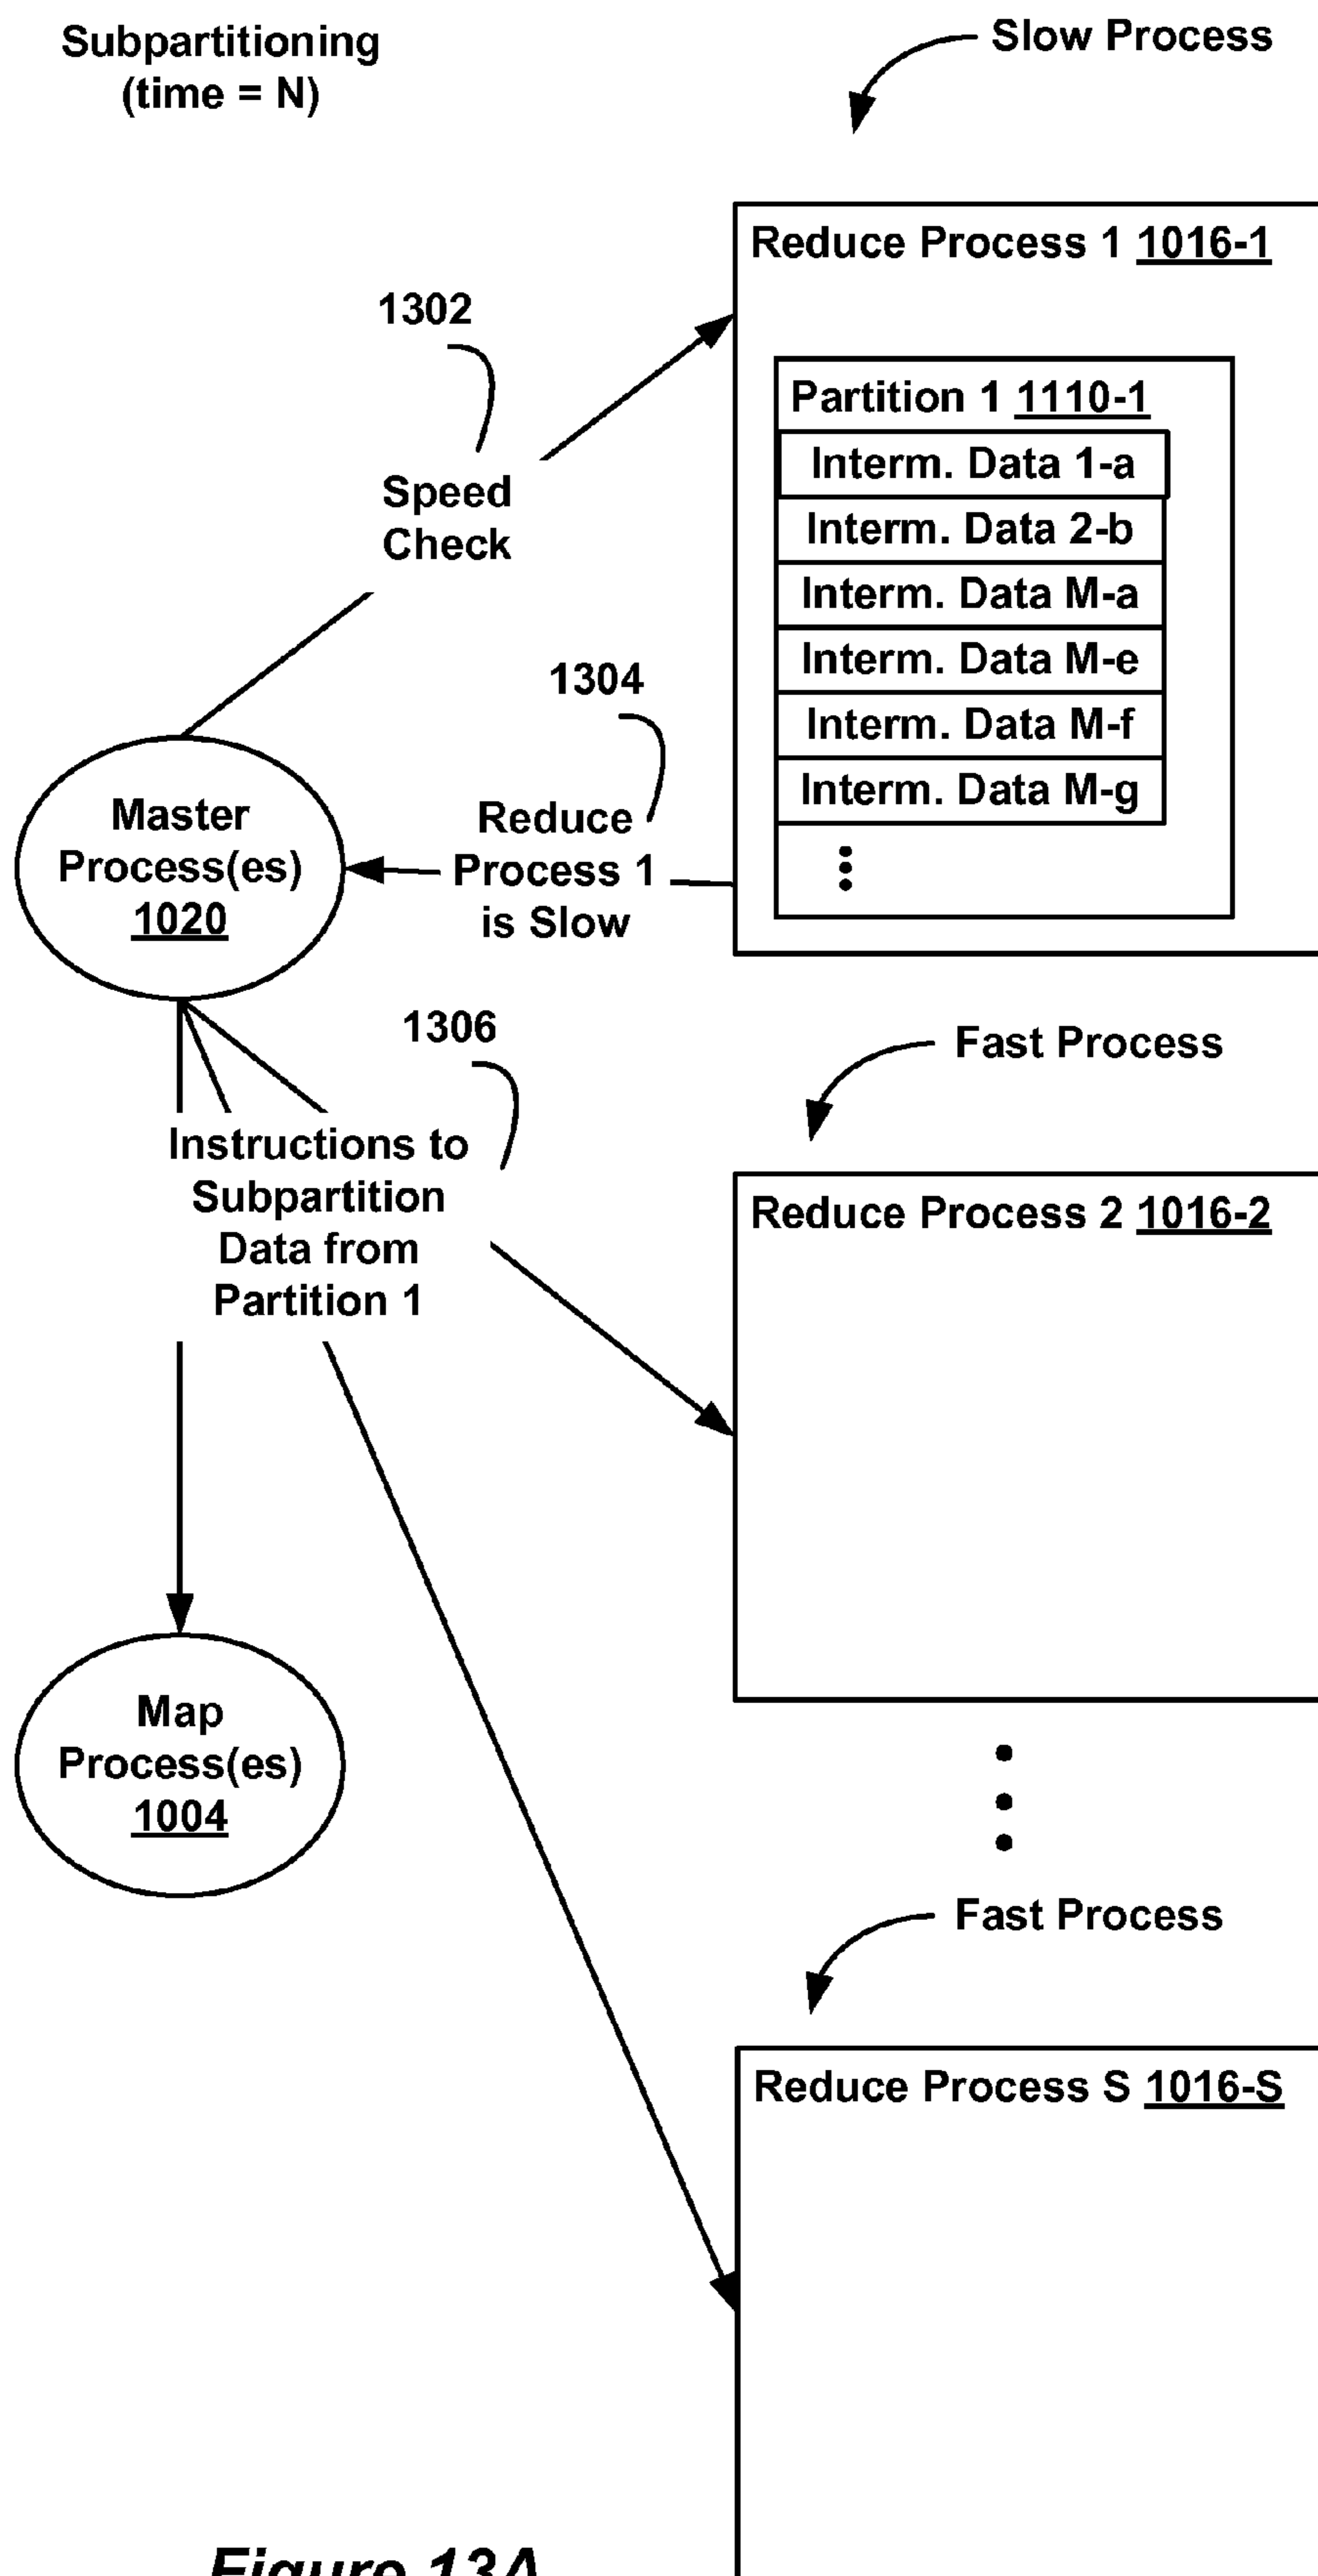 Subpartitioning
(time = N)
Slow Process
Reduce Process 1 1016-1
1302
Partition 1 1110-1
Interm. Data 1-a
Interm. Data 2-b
Interm. Data M-a
Interm. Data M-e
Interm. Data M-f
Interm. Data M-g
Speed
Check
1304
Reduce
Process 1
is Slow
Master
Process(es)
1020
1306
Fast Process
Instructions to
Subpartition
Data from
Partition 1
Reduce Process 2 1016-2
Map
Process(es)
1004
Fast Process
Reduce Process S 1016-S
Figure 13A